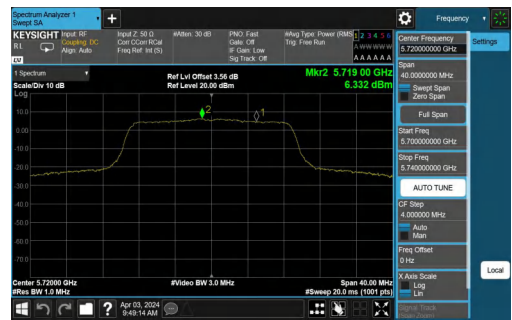 Spectrum Analyzer 1
Swept SA
Frequency
KEYSIGHT
Input: RF
Input Z: 50 Ω
#Atten: 30 dB
PNO: Fast
#Avg Type: Power (RMS
1 2 3 4 5 6
RL
Coupling: DC
Corr CCorr RCal
Gate: Off
Trig: Free Run
Align: Auto
Freq Ref: Int (S)
IF Gain: Low
A W W W W W
Sig Track: Off
A A A A A A
LV
1 Spectrum
Ref Lvl Offset 3.56 dB
Mkr2 5.719 00 GHz
Scale/Div 10 dB
Ref Level 20.00 dBm
6.332 dBm
Log
10.0
0.00
-10.0
-20.0
-30.0
-40.0
-50.0
-60.0
-70.0
2
1
Center 5.72000 GHz
#Video BW 3.0 MHz
Span 40.00 MHz
#Res BW 1.0 MHz
#Sweep 20.0 ms (1001 pts)
Center Frequency
5.720000000 GHz
Settings
Span
40.0000000 MHz
Swept Span
Zero Span
Full Span
Start Freq
5.700000000 GHz
Stop Freq
5.740000000 GHz
AUTO TUNE
CF Step
4.000000 MHz
Auto
Man
Freq Offset
0 Hz
X Axis Scale
Log
Lin
Local
Signal Track
(Span Zoom)
?
Apr 03, 2024
9:49:14 AM